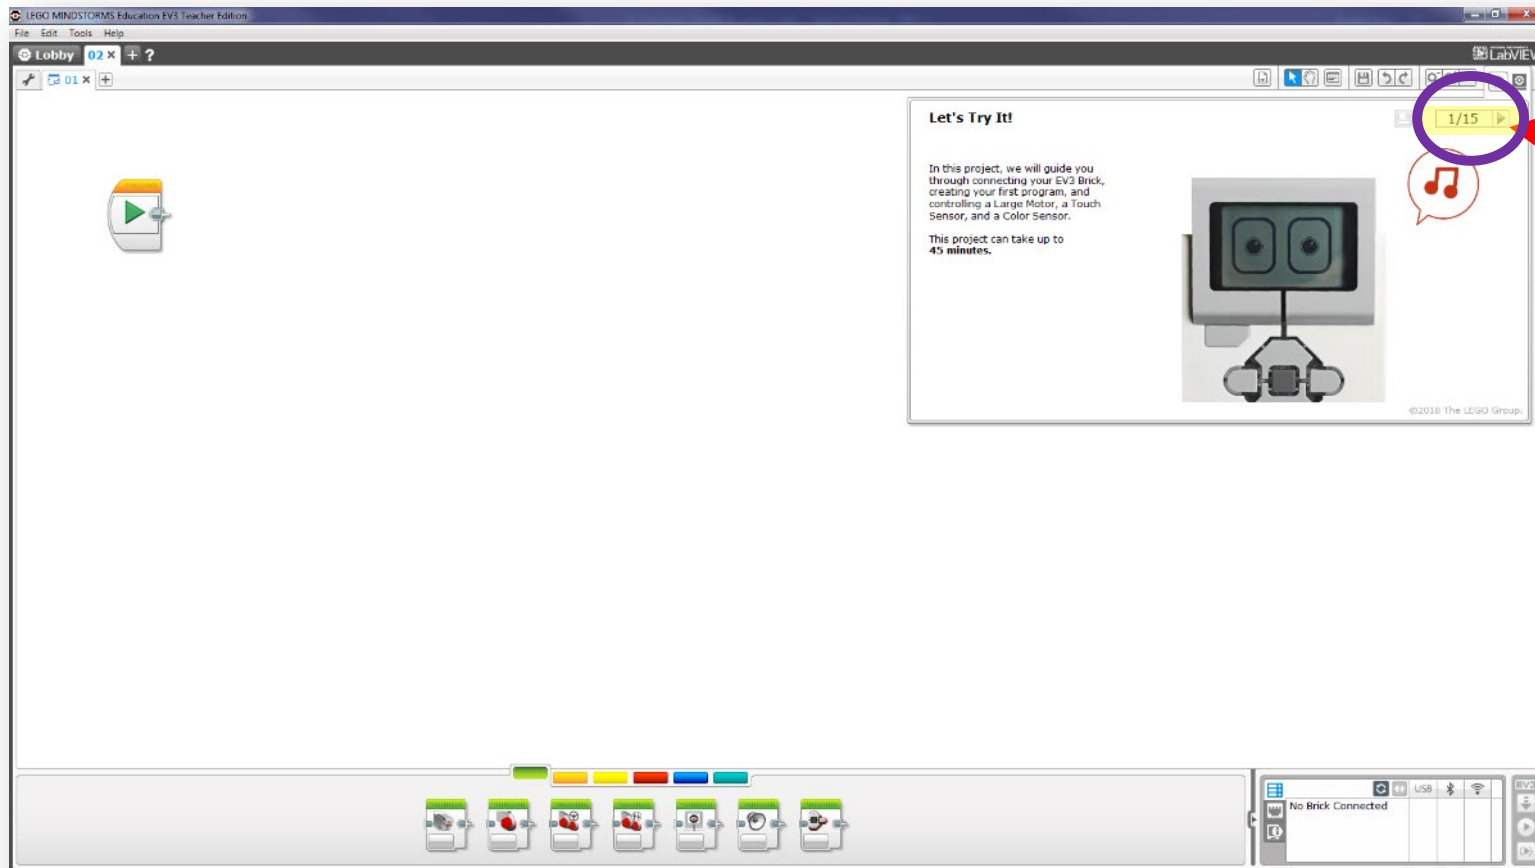 LEGO MINDSTORMS Education EV3 Teacher Edition
File Edit Tools Help
Lobby 02 × + ?
LabVIEW
01 × +
Let's Try It!
1/15
In this project, we will guide you
through connecting your EV3 Brick,
creating your first program, and
controlling a Large Motor, a Touch
Sensor, and a Color Sensor.
This project can take up to
45 minutes.
©2018 The LEGO Group.
USB
EV3
No Brick Connected